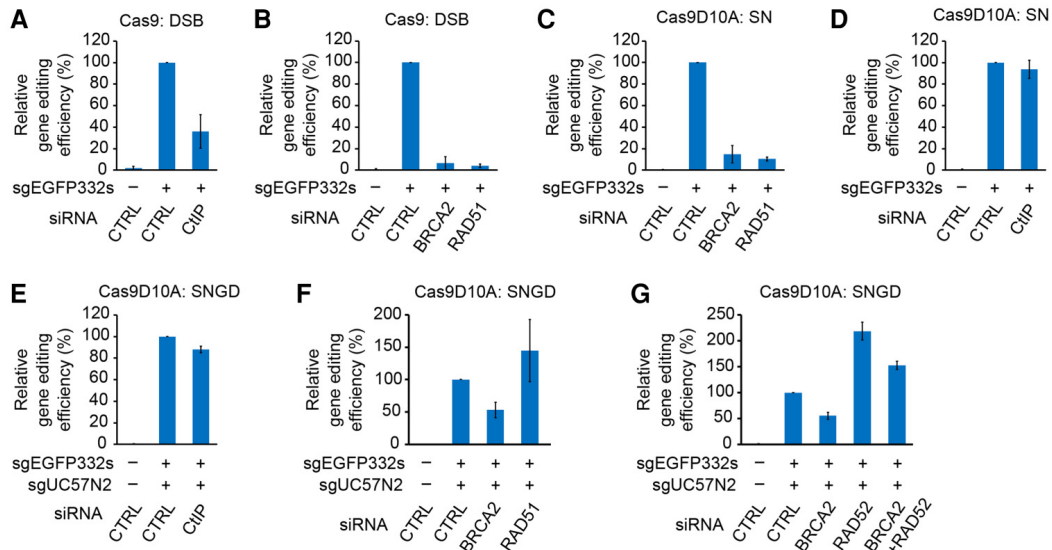 A
Cas9: DSB
Relative
gene editing
efficiency (%)
120
100
80
60
40
20
0
sgEGFP332s − + +
siRNA CTRL CTRL CtIP
B
Cas9: DSB
Relative
gene editing
efficiency (%)
120
100
80
60
40
20
0
sgEGFP332s − + + +
siRNA CTRL CTRL BRCA2 RAD51
C
Cas9D10A: SN
Relative
gene editing
efficiency (%)
120
100
80
60
40
20
0
sgEGFP332s − + + +
siRNA CTRL CTRL BRCA2 RAD51
D
Cas9D10A: SN
Relative
gene editing
efficiency (%)
120
100
80
60
40
20
0
sgEGFP332s − + +
siRNA CTRL CTRL CtIP
E
Cas9D10A: SNGD
Relative
gene editing
efficiency (%)
120
100
80
60
40
20
0
sgEGFP332s − + +
sgUC57N2 − + +
siRNA CTRL CTRL CtIP
F
Cas9D10A: SNGD
Relative
gene editing
efficiency (%)
200
150
100
50
0
sgEGFP332s − + + +
sgUC57N2 − + + +
siRNA CTRL CTRL BRCA2 RAD51
G
Cas9D10A: SNGD
Relative
gene editing
efficiency (%)
250
200
150
100
50
0
sgEGFP332s − + + + +
sgUC57N2 − + + + +
siRNA CTRL CTRL BRCA2 RAD52 BRCA2
+RAD52